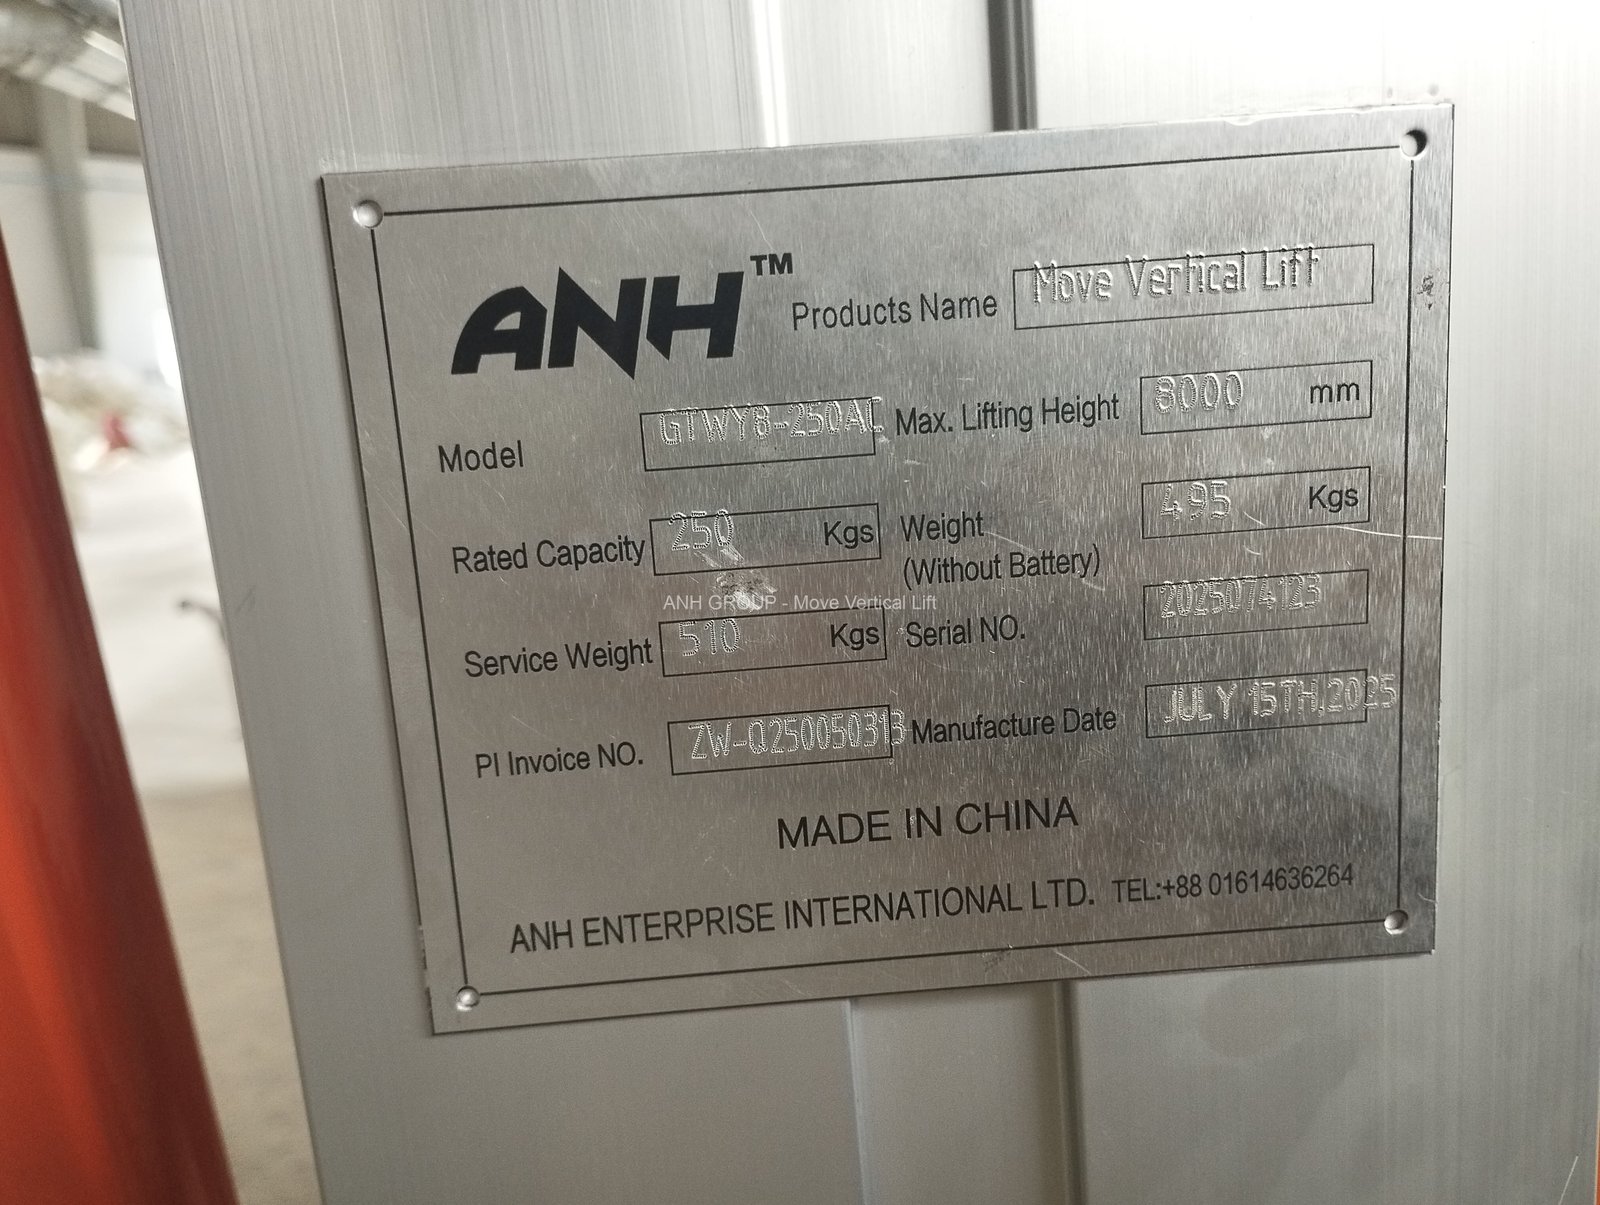 ANH™
Products Name Move Vertical Lift
Model GTWY8-250AC Max. Lifting Height 8000 mm
Rated Capacity 250 Kgs Weight (Without Battery) 495 Kgs
ANH GROUP - Move Vertical Lift
Service Weight 510 Kgs Serial NO. 2025074123
PI Invoice NO. ZW-Q250050313 Manufacture Date JULY 15TH,2025
MADE IN CHINA
ANH ENTERPRISE INTERNATIONAL LTD. TEL:+88 01614636264